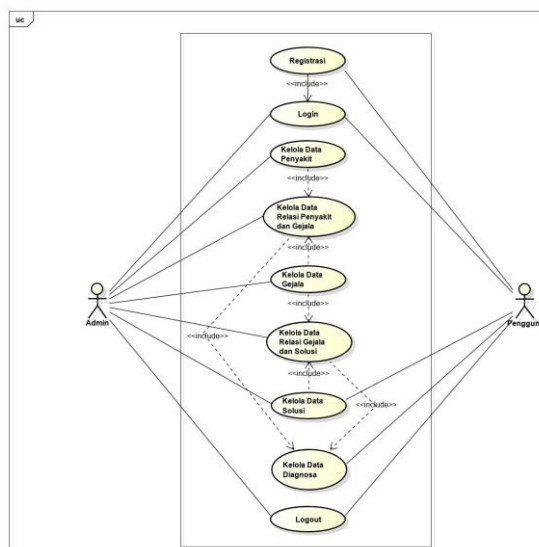 uc
Registrasi
<<include>>
Login
Kelola Data
Penyakit
<<include>>
Kelola Data
Relasi Penyakit
dan Gejala
<<include>>
Kelola Data
Gejala
Admin
Penggun
<<include>>
Kelola Data
Relasi Gejala
dan Solusi
<<include>>
<<include>>
Kelola Data
Solusi
<<include>>
Kelola Data
Diagnosa
Logout